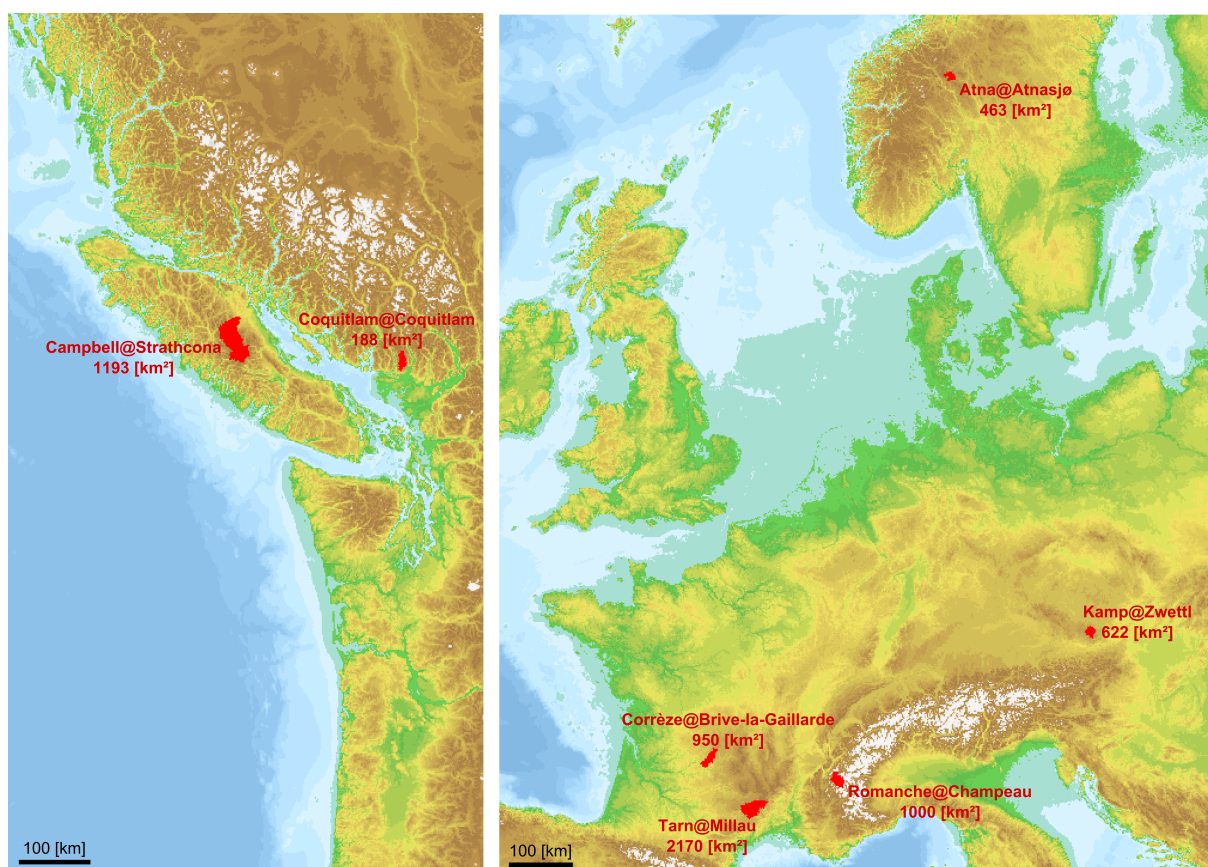 Campbell@Strathcona
1193 [km²]
Coquitlam@Coquitlam
188 [km²]
100 [km]
Atna@Atnasjø
463 [km²]
Kamp@Zwettl
622 [km²]
Corrèze@Brive-la-Gaillarde
950 [km²]
Romanche@Champeau
1000 [km²]
Tarn@Millau
2170 [km²]
100 [km]